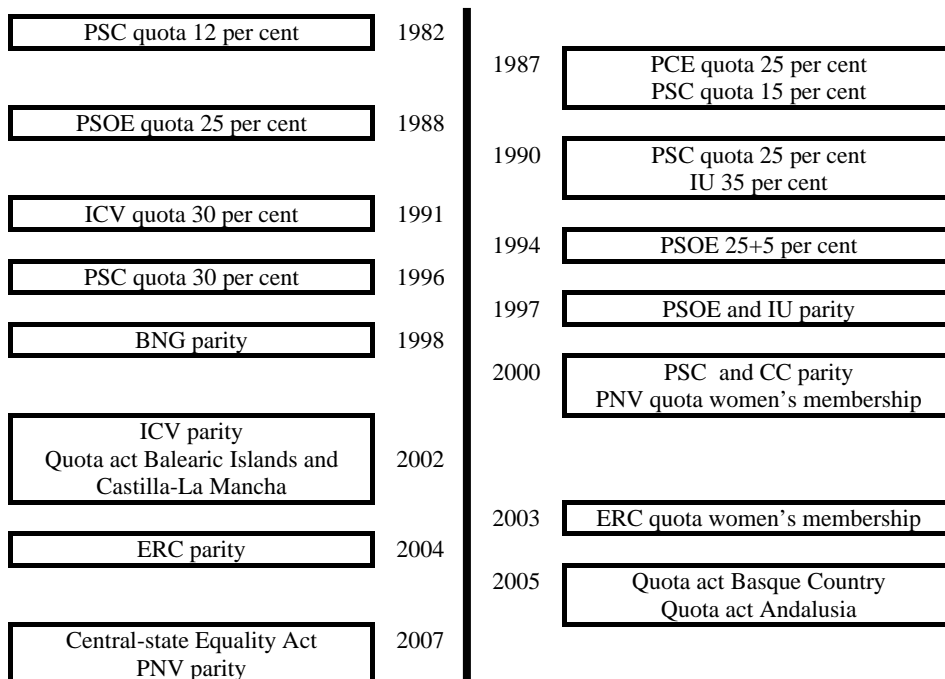 PSC quota 12 per cent
1982
1987
PCE quota 25 per cent
PSC quota 15 per cent
PSOE quota 25 per cent
1988
1990
PSC quota 25 per cent
IU 35 per cent
ICV quota 30 per cent
1991
1994
PSOE 25+5 per cent
PSC quota 30 per cent
1996
1997
PSOE and IU parity
BNG parity
1998
2000
PSC and CC parity
PNV quota women's membership
ICV parity
Quota act Balearic Islands and
Castilla-La Mancha
2002
2003
ERC quota women's membership
ERC parity
2004
2005
Quota act Basque Country
Quota act Andalusia
Central-state Equality Act
PNV parity
2007